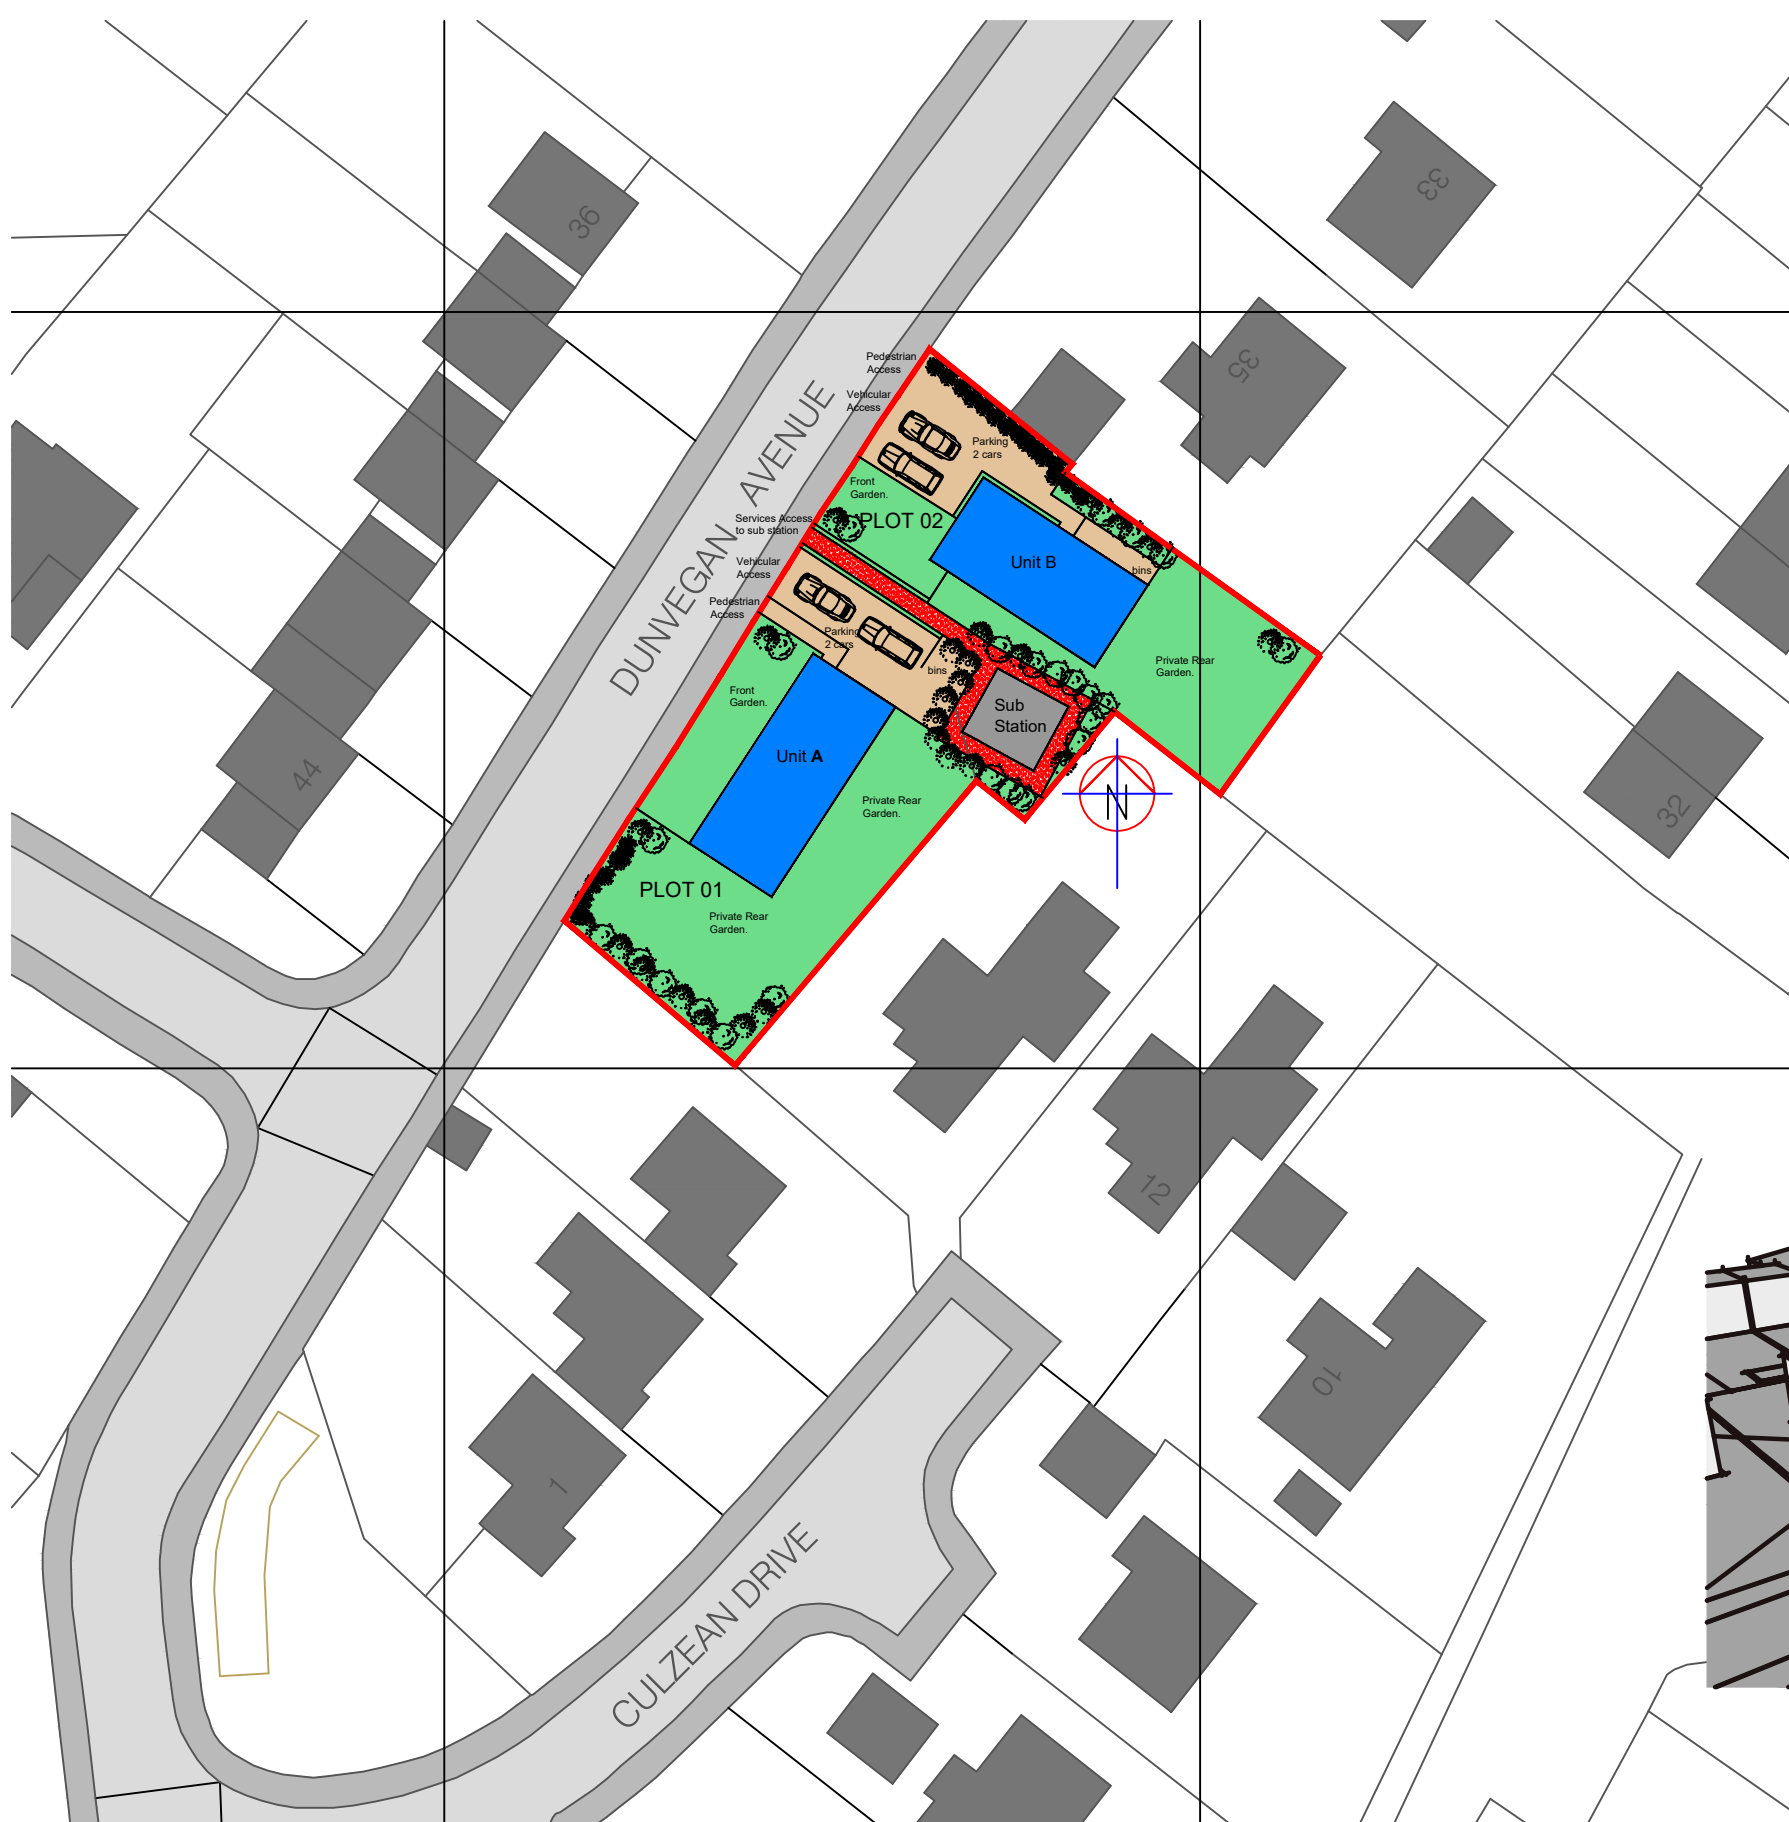 36
33
35
Pedestrian
Access
Vehicular
Access
DUNVEGAN AVENUE
Parking
2 cars
Front
Garden.
PLOT 02
Services Access
to sub station
Unit B
bins
Vehicular
Access
Pedestrian
Access
Parking
2 cars
bins
Private Rear
Garden.
Front
Garden.
Sub
Station
Unit A
44
N
Private Rear
Garden.
32
PLOT 01
Private Rear
Garden.
12
10
1
CULZEAN DRIVE